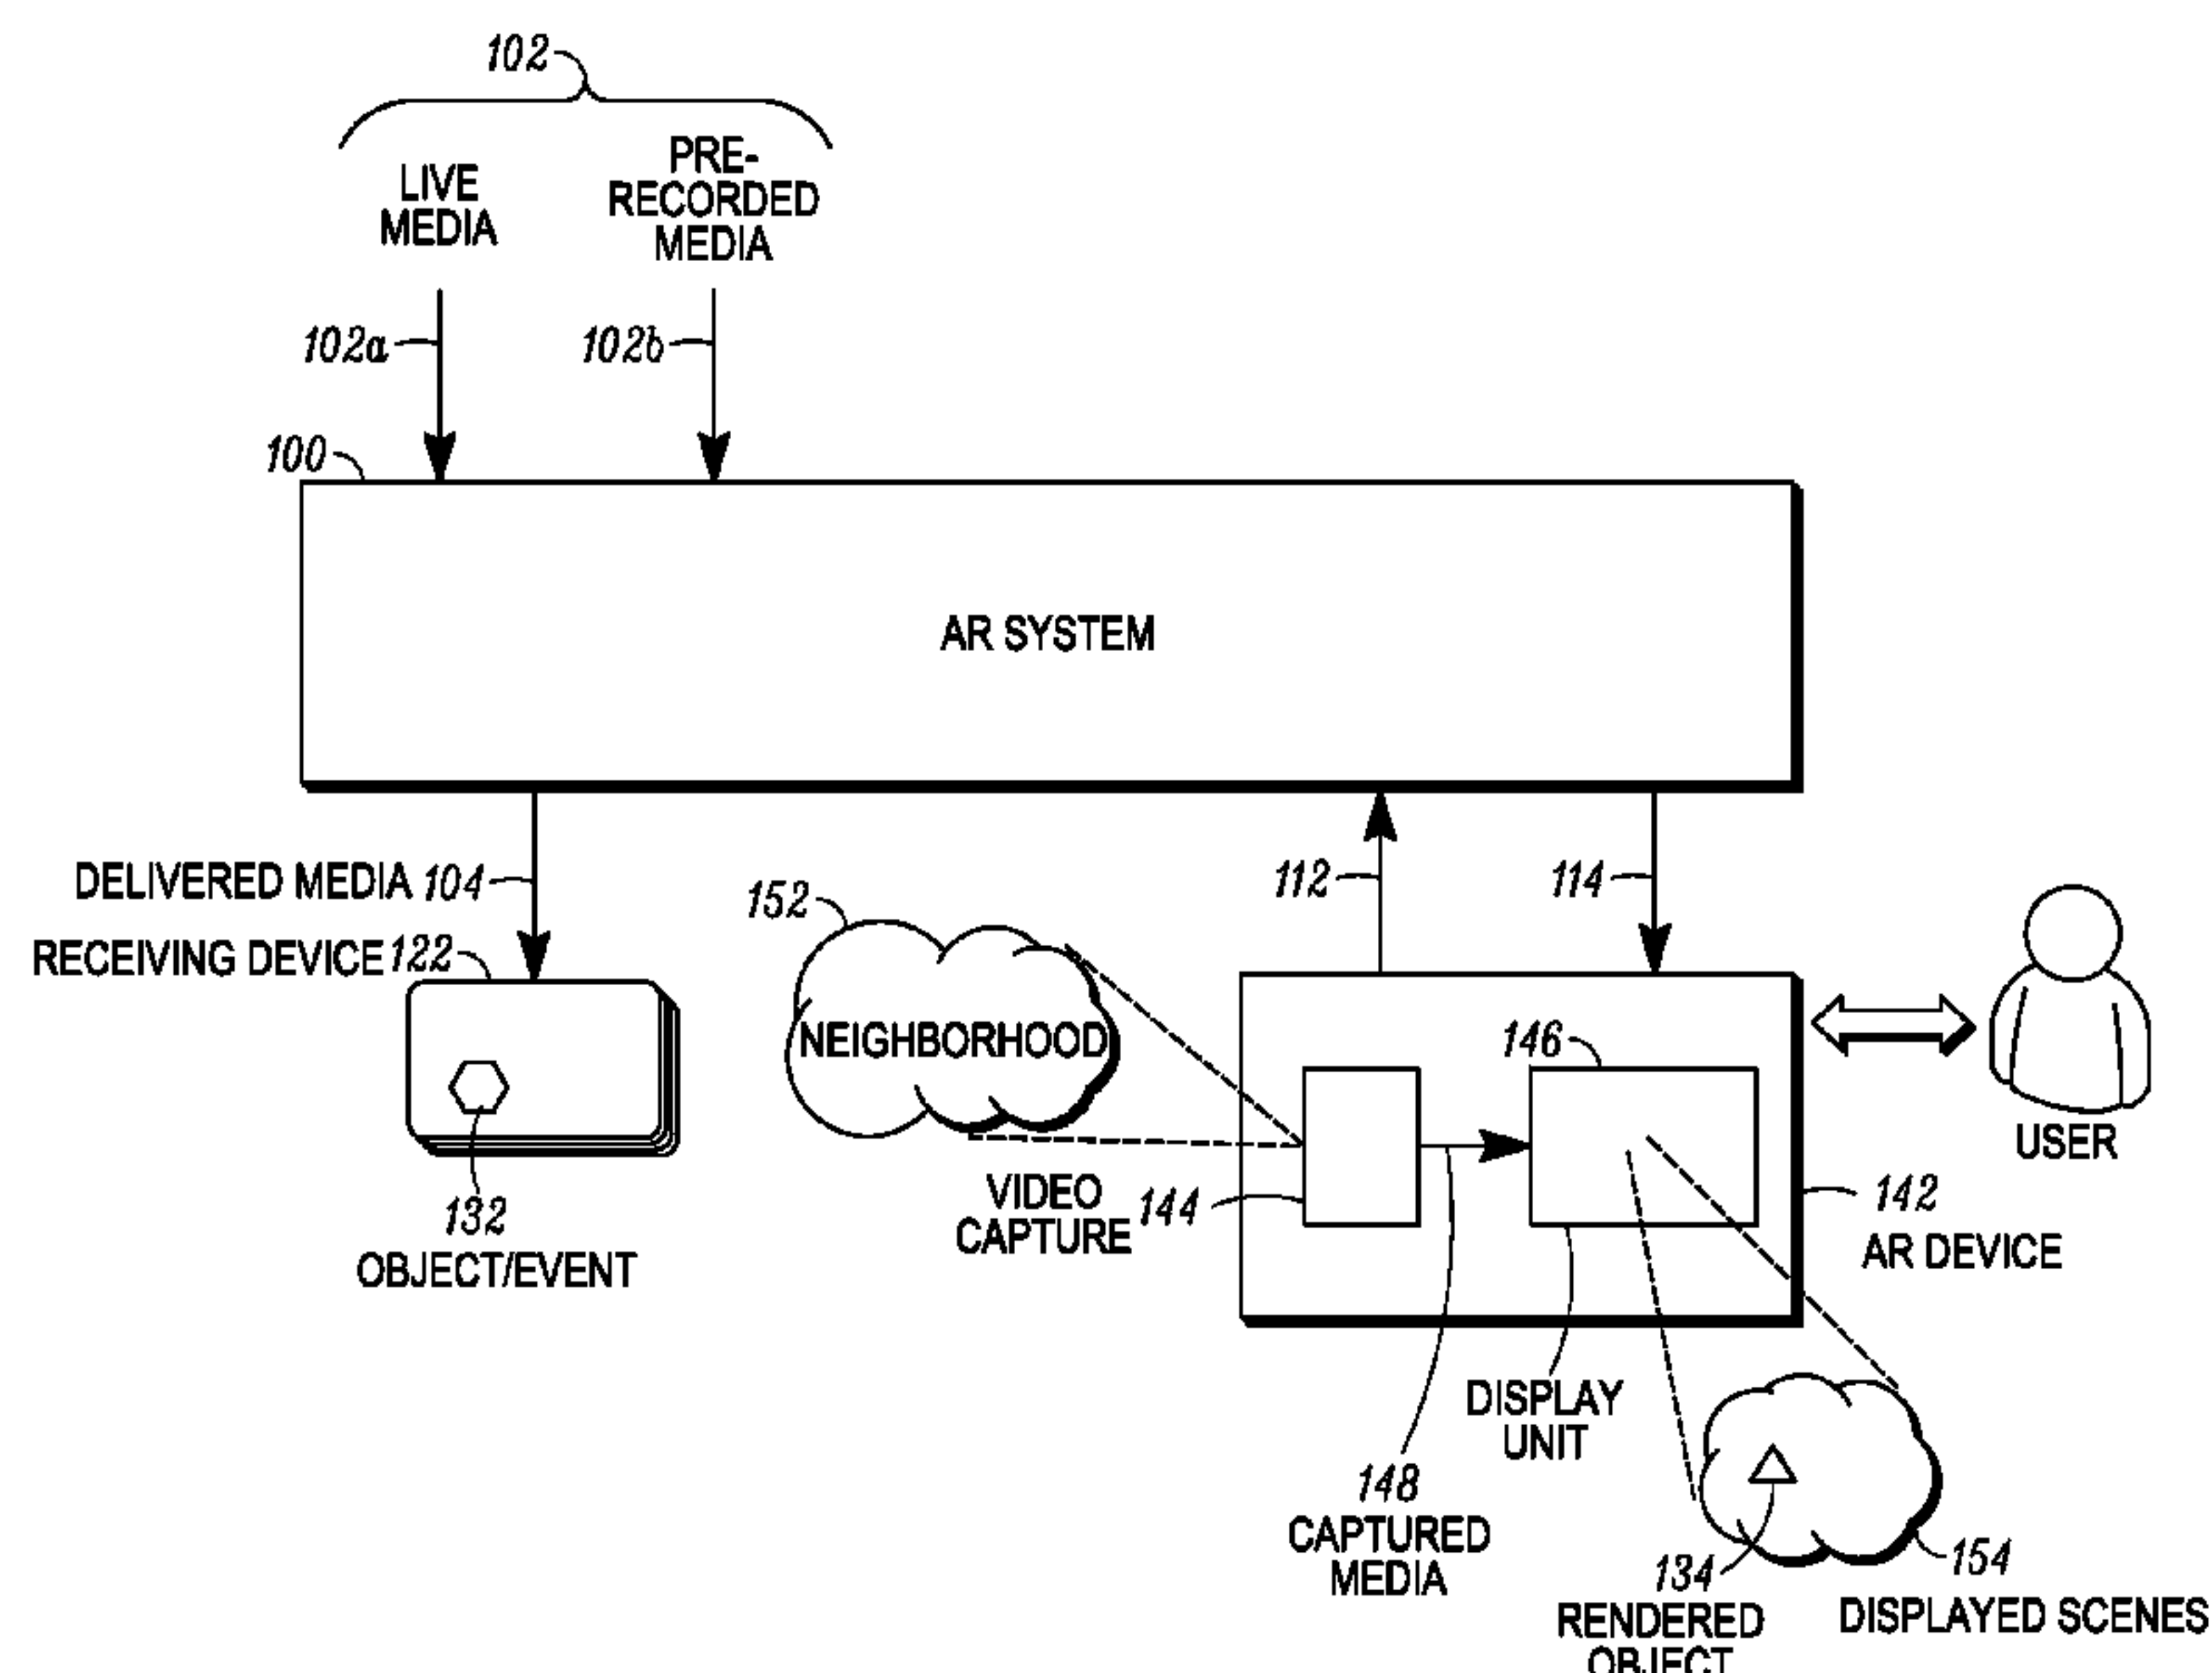 102
LIVE
MEDIA
PRE-
RECORDED
MEDIA
102a
102b
100
AR SYSTEM
DELIVERED MEDIA 104
RECEIVING DEVICE 122
132
OBJECT/EVENT
152
NEIGHBORHOOD
112
114
146
USER
VIDEO
CAPTURE 144
142
AR DEVICE
DISPLAY
UNIT
148
CAPTURED
MEDIA
134
RENDERED
OBJECT
154
DISPLAYED SCENES